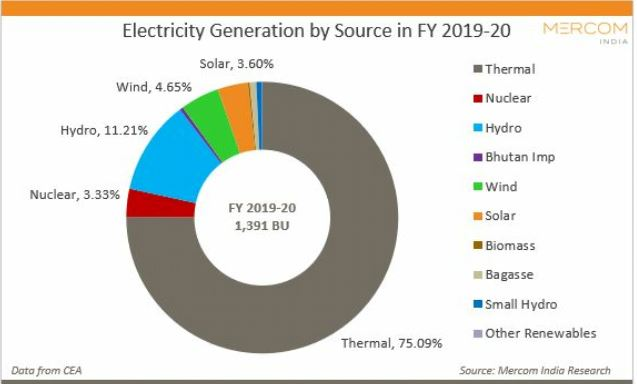 Electricity Generation by Source in FY 2019-20
MERCOM
INDIA
Solar, 3.60%
Wind, 4.65%
Hydro, 11.21%
Nuclear, 3.33%
FY 2019-20
1,391 BU
Thermal, 75.09%
Thermal
Nuclear
Hydro
Bhutan Imp
Wind
Solar
Biomass
Bagasse
Small Hydro
Other Renewables
Data from CEA
Source: Mercom India Research